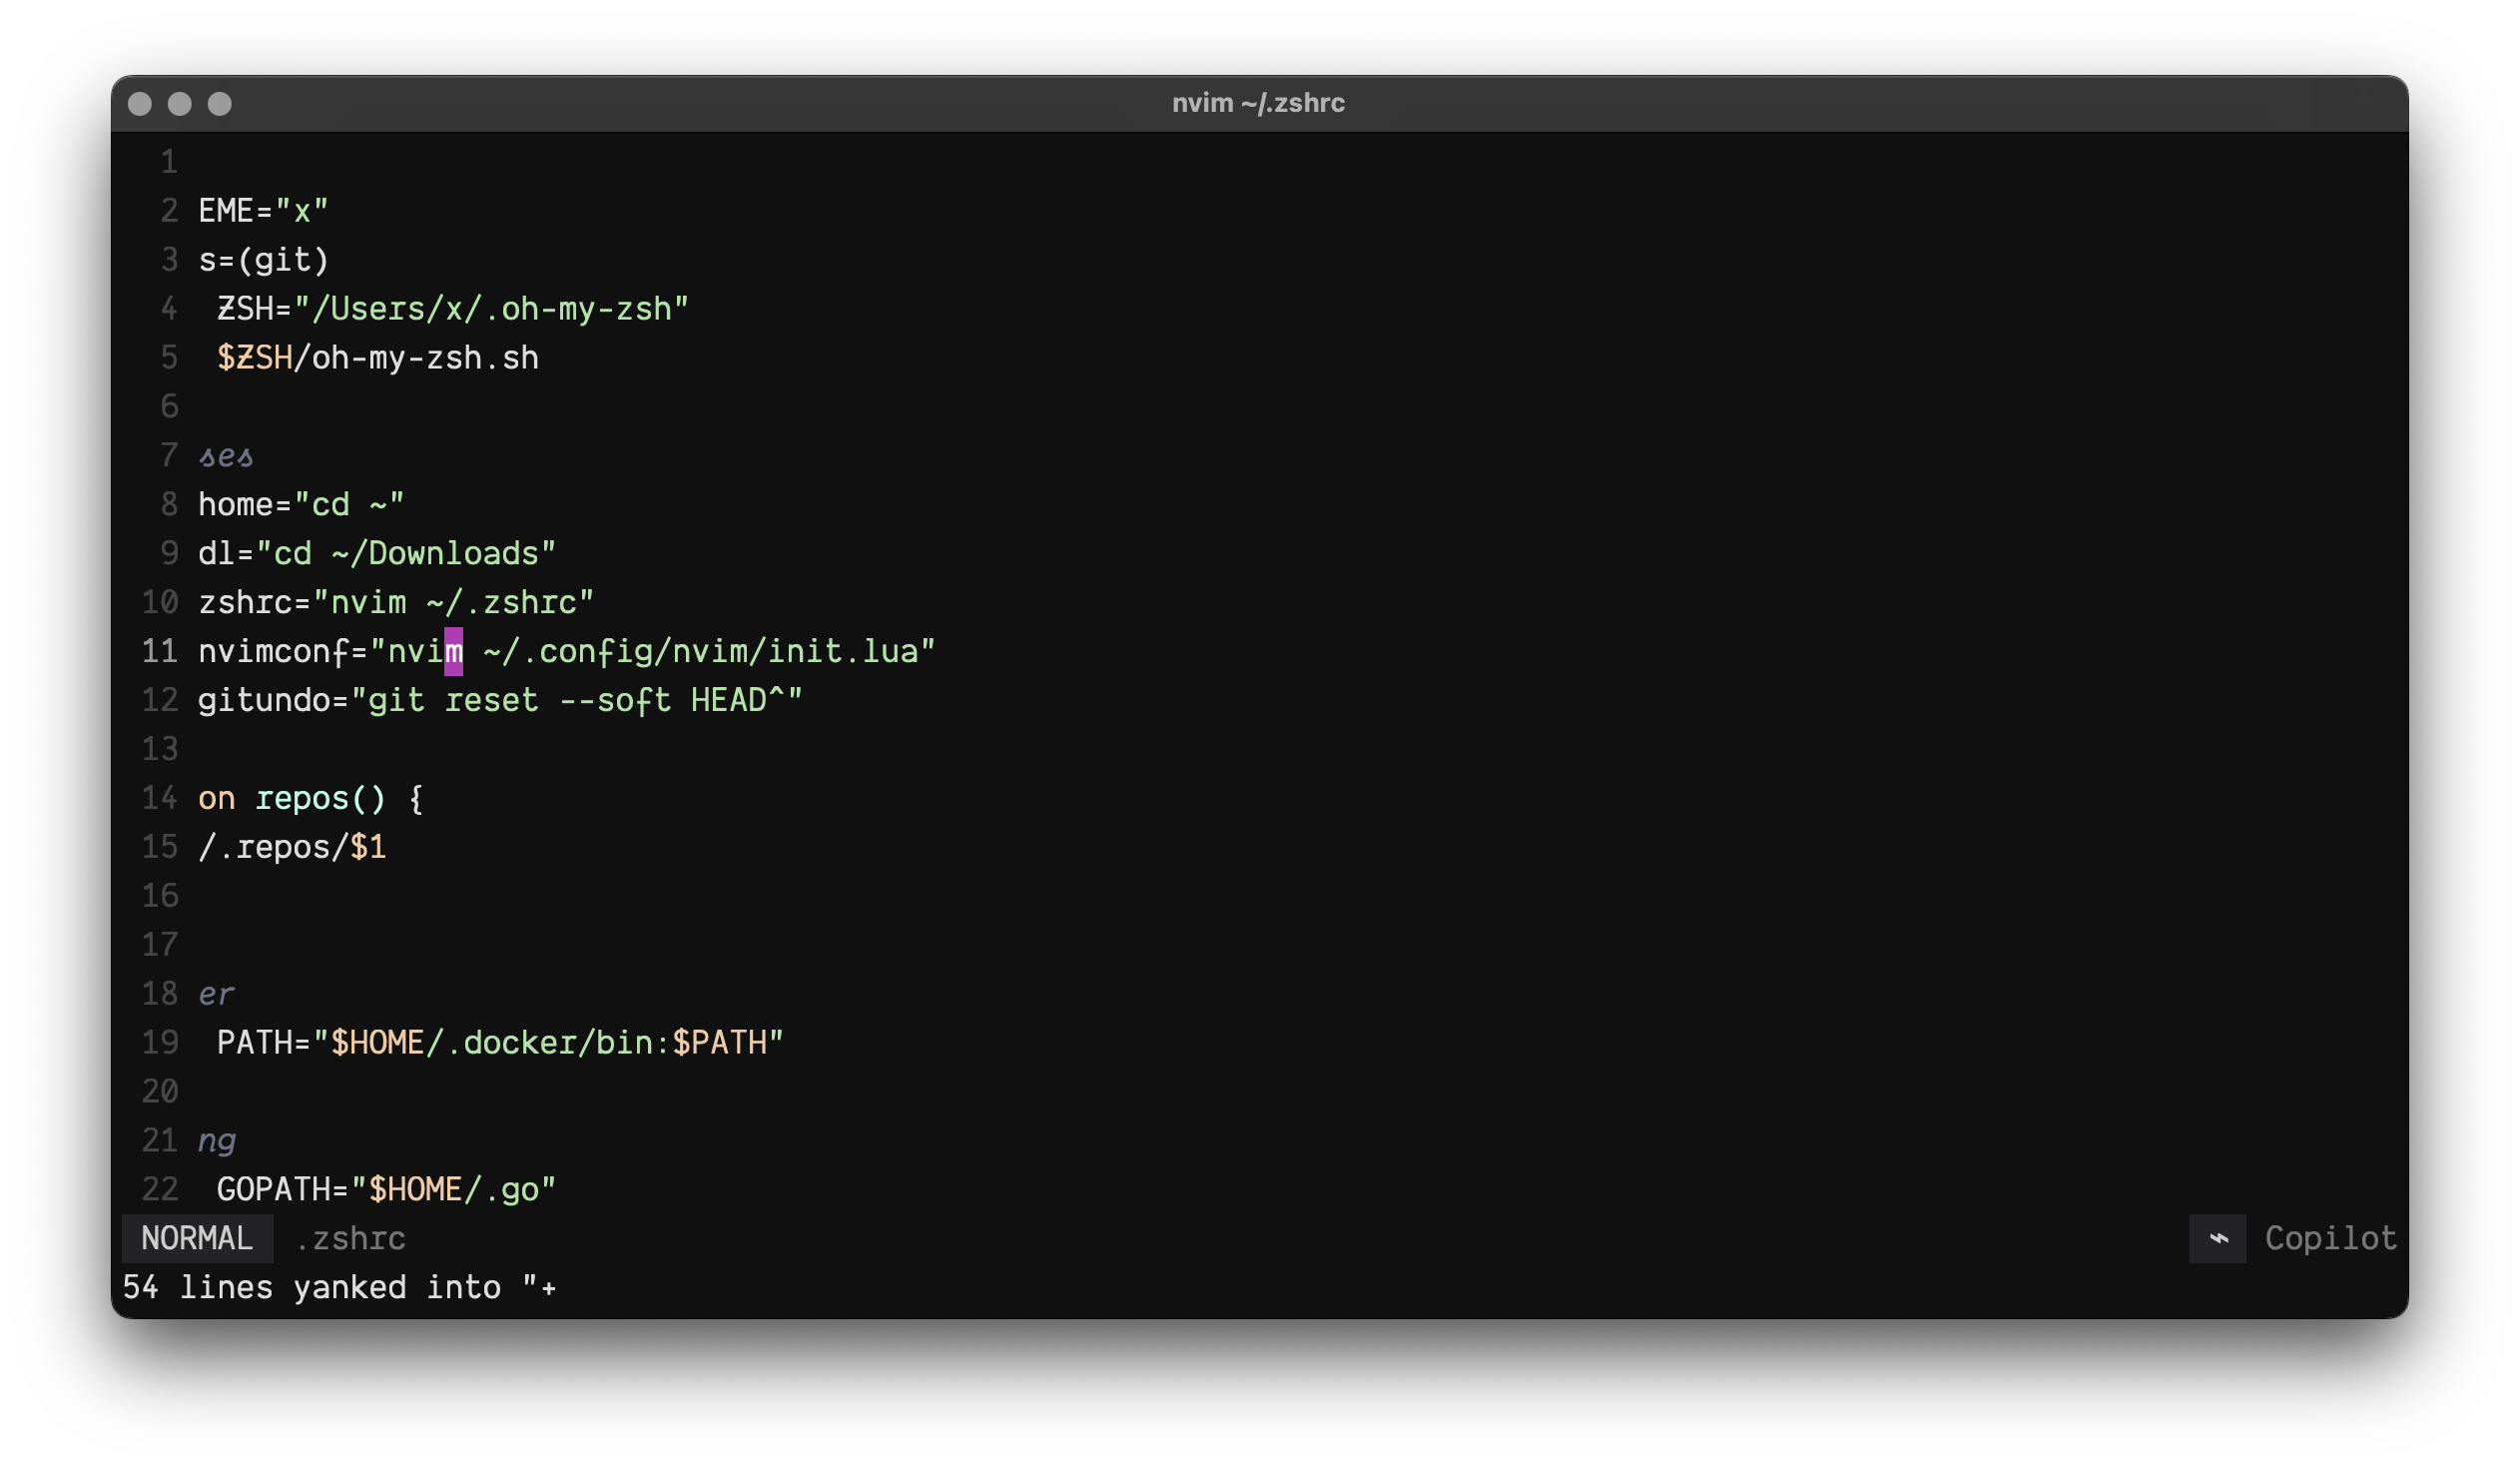 nvim ~/.zshrc
1
2 EME="x"
3 s=(git)
4 ZSH="/Users/x/.oh-my-zsh"
5 $ZSH/oh-my-zsh.sh
6
7 ses
8 home="cd ~"
9 dl="cd ~/Downloads"
10 zshrc="nvim ~/.zshrc"
11 nvimconf="nvim ~/.config/nvim/init.lua"
12 gitundo="git reset --soft HEAD^"
13
14 on repos() {
15 /.repos/$1
16
17
18 er
19 PATH="$HOME/.docker/bin:$PATH"
20
21 ng
22 GOPATH="$HOME/.go"
NORMAL .zshrc Copilot
54 lines yanked into "+